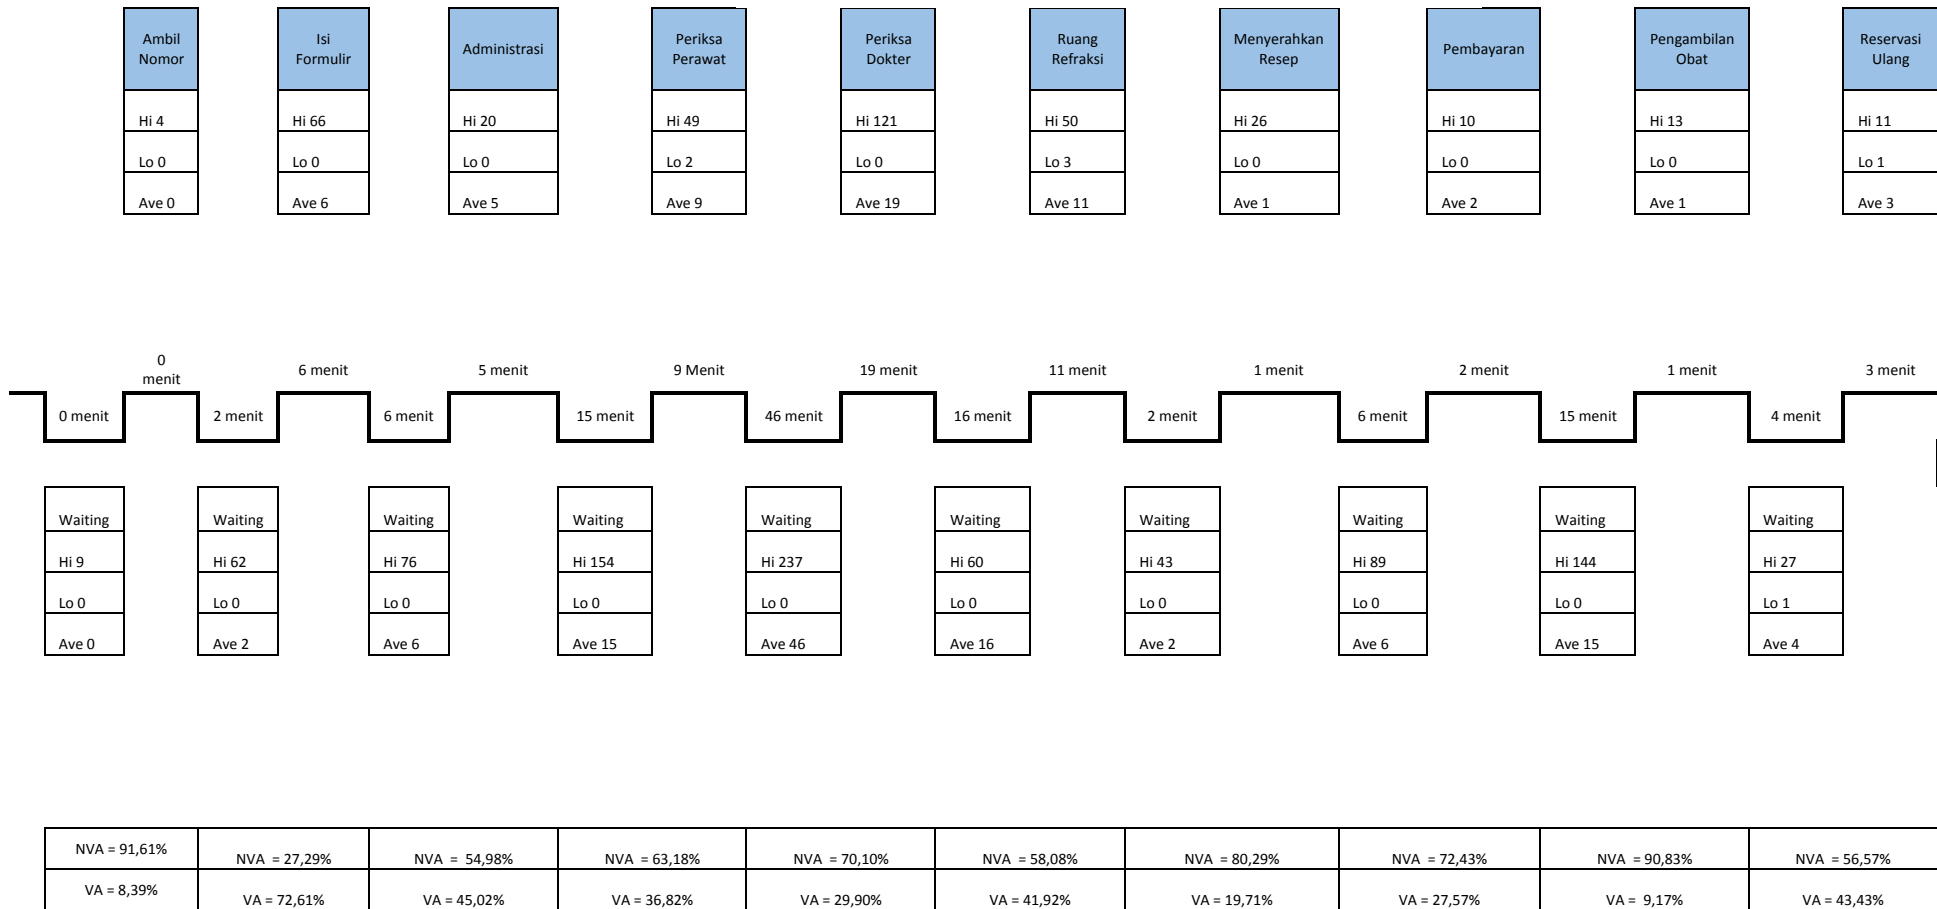 Ambil
Nomor
Isi
Formulir
Administrasi
Periksa
Perawat
Periksa
Dokter
Ruang
Refraksi
Menyerahkan
Resep
Pembayaran
Pengambilan
Obat
Reservasi
Ulang
Hi 4
Hi 66
Hi 20
Hi 49
Hi 121
Hi 50
Hi 26
Hi 10
Hi 13
Hi 11
Lo 0
Lo 0
Lo 0
Lo 2
Lo 0
Lo 3
Lo 0
Lo 0
Lo 0
Lo 1
Ave 0
Ave 6
Ave 5
Ave 9
Ave 19
Ave 11
Ave 1
Ave 2
Ave 1
Ave 3
0
menit
6 menit
5 menit
9 Menit
19 menit
11 menit
1 menit
2 menit
1 menit
3 menit
0 menit
2 menit
6 menit
15 menit
46 menit
16 menit
2 menit
6 menit
15 menit
4 menit
Waiting
Waiting
Waiting
Waiting
Waiting
Waiting
Waiting
Waiting
Waiting
Waiting
Hi 9
Hi 62
Hi 76
Hi 154
Hi 237
Hi 60
Hi 43
Hi 89
Hi 144
Hi 27
Lo 0
Lo 0
Lo 0
Lo 0
Lo 0
Lo 0
Lo 0
Lo 0
Lo 0
Lo 1
Ave 0
Ave 2
Ave 6
Ave 15
Ave 46
Ave 16
Ave 2
Ave 6
Ave 15
Ave 4
NVA = 91,61%
NVA = 27,29%
NVA = 54,98%
NVA = 63,18%
NVA = 70,10%
NVA = 58,08%
NVA = 80,29%
NVA = 72,43%
NVA = 90,83%
NVA = 56,57%
VA = 8,39%
VA = 72,61%
VA = 45,02%
VA = 36,82%
VA = 29,90%
VA = 41,92%
VA = 19,71%
VA = 27,57%
VA = 9,17%
VA = 43,43%